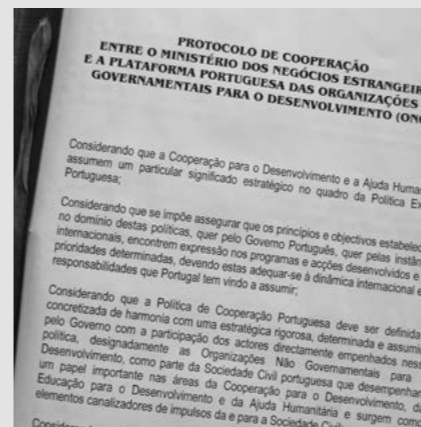 PROTOCOLO DE COOPERAÇÃO
ENTRE O MINISTÉRIO DOS NEGÓCIOS ESTRANGEIR
E A PLATAFORMA PORTUGUESA DAS ORGANIZAÇÕES
GOVERNAMENTAIS PARA O DESENVOLVIMENTO (ONG
Considerando que a Cooperação para o Desenvolvimento e a Ajuda Huma
assumem um particular significado estratégico no quadro da Política Ex
Portuguesa;
Considerando que se impõe assegurar que os princípios e objectivos estabelec
no domínio destas políticas, quer pelo Governo Português, quer pelas instân
internacionais, encontrem expressão nos programas e acções desenvolvidos e
prioridades determinadas, devendo estas adequar-se à dinâmica internacional e
responsabilidades que Portugal tem vindo a assumir;
Considerando que a Política de Cooperação Portuguesa deve ser definida
concretizada de harmonia com uma estratégica rigorosa, determinada e assumi
pelo Governo com a participação dos actores directamente empenhados ness
política, designadamente as Organizações Não Governamentais para
Desenvolvimento, como parte da Sociedade Civil portuguesa que desempenhar
um papel importante nas áreas da Cooperação para o Desenvolvimento, da
Educação para o Desenvolvimento e da Ajuda Humanitária e surgem como
elementos canalizadores de impulsos da e para a Sociedade Civil